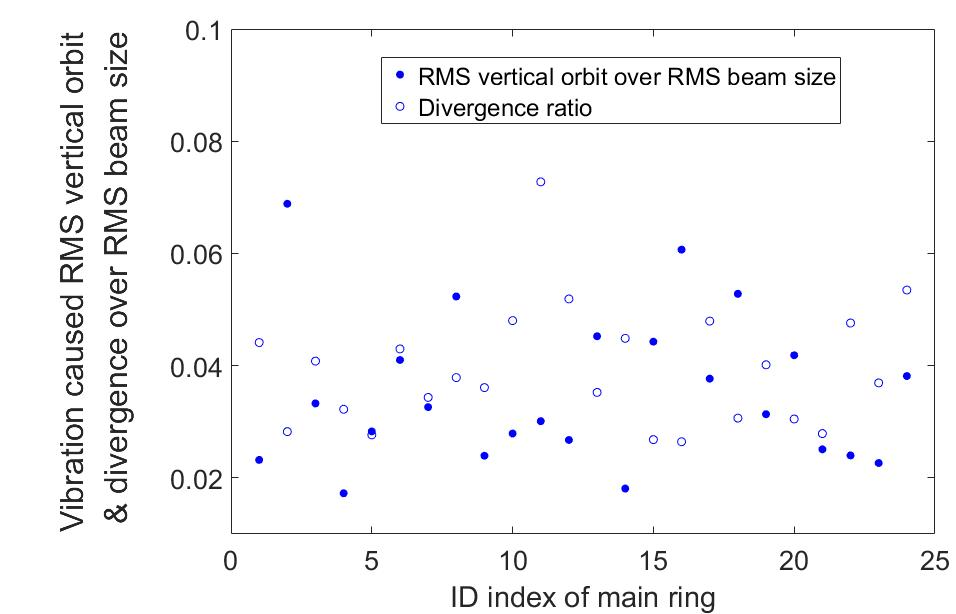 Vibration caused RMS vertical orbit
& divergence over RMS beam size
0.1
0.08
0.06
0.04
0.02
RMS vertical orbit over RMS beam size
Divergence ratio
0 5 10 15 20 25
ID index of main ring